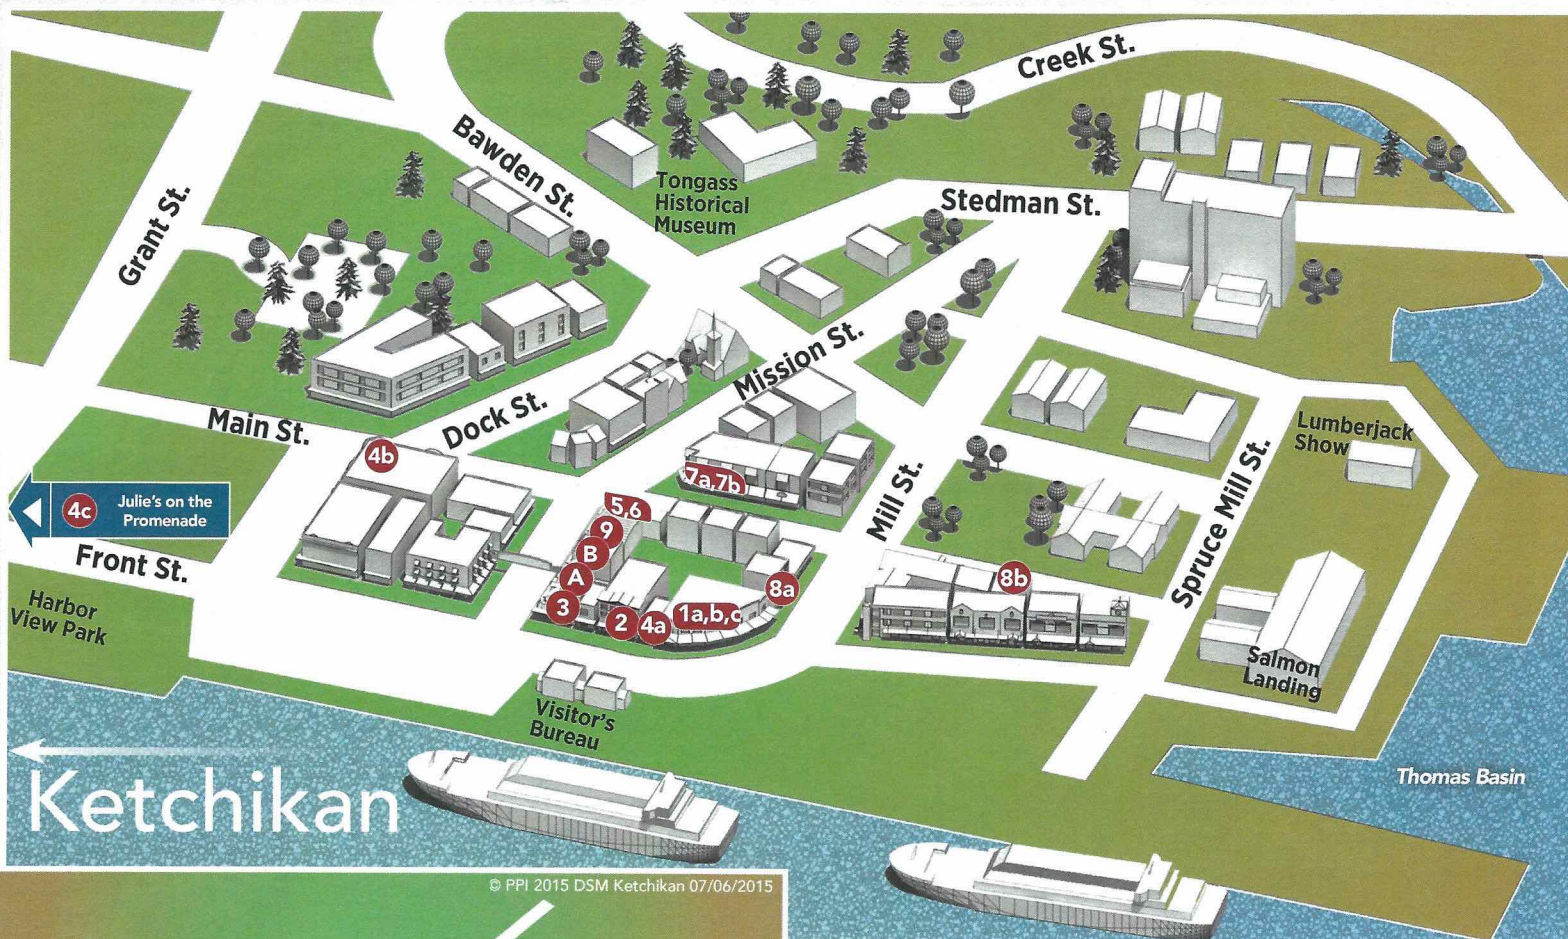 Creek St.
Bawden St.
Tongass
Historical
Museum
Stedman St.
Grant St.
Mission St.
Main St.
Dock St.
Lumberjack
Show
4b
7a,7b
Mill St.
Spruce Mill St.
4c
Julie's on the
Promenade
5,6
9
B
A
3
2
4a
1a,b,c
8a
8b
Front St.
Harbor
View Park
Salmon
Landing
Visitor's
Bureau
Thomas Basin
Ketchikan
© PPI 2015 DSM Ketchikan 07/06/2015